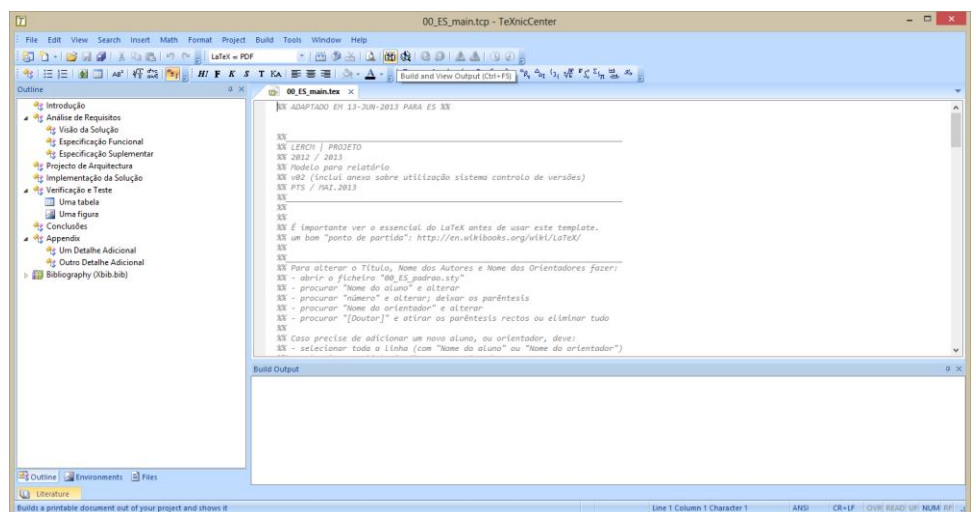 00_ES_main.tcp - TeXnicCenter
File Edit View Search Insert Math Format Project Build Tools Window Help
LaTeX ⇒ PDF
H! F K S T KA
Build and View Output (Ctrl+F5)
Outline
00_ES_main.tex
Introdução
Análise de Requisitos
Visão da Solução
Especificação Funcional
Especificação Suplementar
Projecto de Arquitectura
Implementação da Solução
Verificação e Teste
Uma tabela
Uma figura
Conclusões
Appendix
Um Detalhe Adicional
Outro Detalhe Adicional
Bibliography (Xbib.bib)
%% ADAPTADO EM 13-JUN-2013 PARA ES %%
%%
%% LERCM | PROJETO
%% 2012 / 2013
%% Modelo para relatório
%% v02 (inclui anexo sobre utilização sistema controlo de versões)
%% PTS / MAI.2013
%%
%%
%%
%% É importante ver o essencial do LaTeX antes de usar este template.
%% um bom "ponto de partida": http://en.wikibooks.org/wiki/LaTeX/
%%
%%
%% Para alterar o Título, Nome dos Autores e Nome dos Orientadores fazer:
%% - abrir o ficheiro "00_ES_padrao.sty"
%% - procurar "Nome do aluno" e alterar
%% - procurar "número" e alterar; deixar os parêntesis
%% - procurar "Nome do orientador" e alterar
%% - procurar "[Doutor]" e atirar os parêntesis rectos ou eliminar tudo
%%
%% Caso precise de adicionar um novo aluno, ou orientador, deve:
%% - selecionar toda a linha (com "Nome do aluno" ou "Nome do orientador")
Build Output
Outline Environments Files
Literature
Builds a printable document out of your project and shows it
Line 1 Column 1 Character 1 ANSI CR+LF OVR READ UF NUM RF